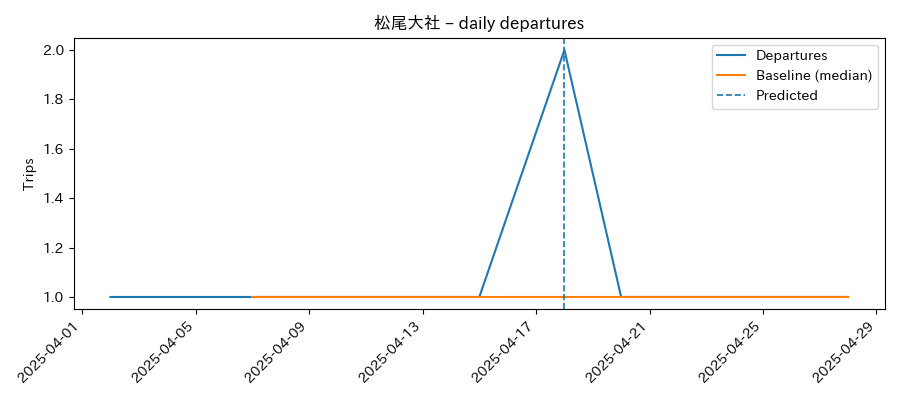 松尾大社 – daily departures
Departures
Baseline (median)
Predicted
Trips
2.0
1.8
1.6
1.4
1.2
1.0
2025-04-01
2025-04-05
2025-04-09
2025-04-13
2025-04-17
2025-04-21
2025-04-25
2025-04-29